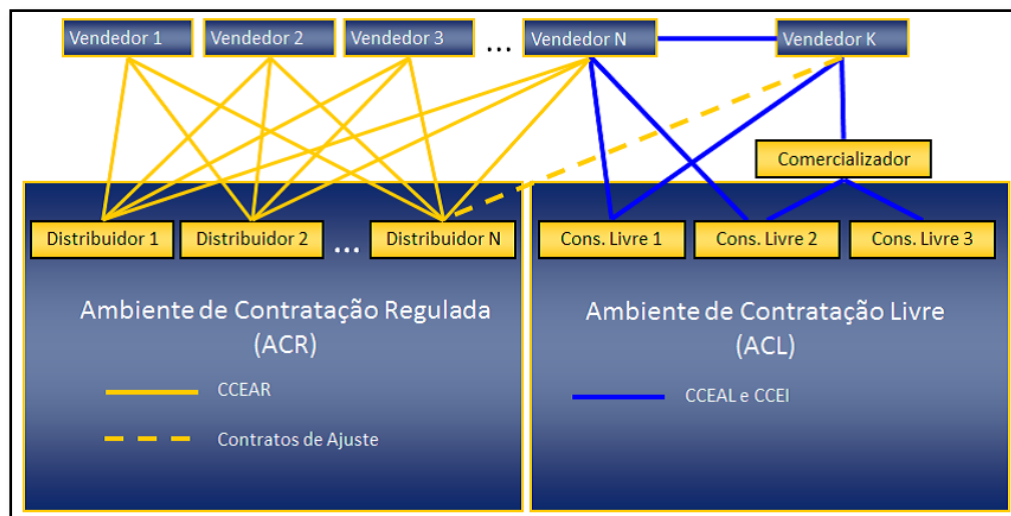 Vendedor 1
Vendedor 2
Vendedor 3
...
Vendedor N
Vendedor K
Comercializador
Distribuidor 1
Distribuidor 2
...
Distribuidor N
Cons. Livre 1
Cons. Livre 2
Cons. Livre 3
Ambiente de Contratação Regulada
(ACR)
CCEAR
Contratos de Ajuste
Ambiente de Contratação Livre
(ACL)
CCEAL e CCEI